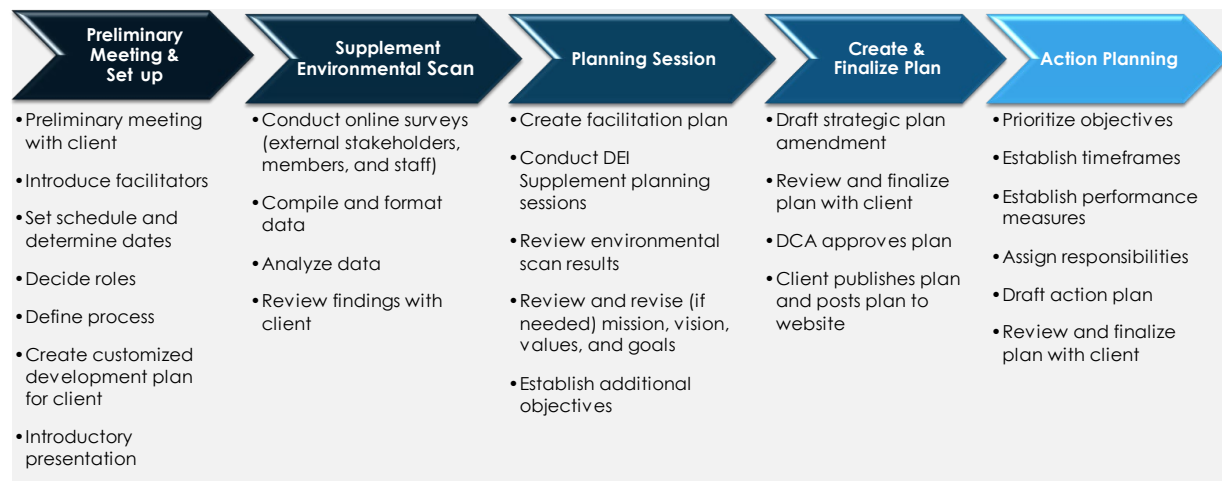 Preliminary
Meeting &
Set up
•Preliminary meeting
with client
•Introduce facilitators
•Set schedule and
determine dates
•Decide roles
•Define process
•Create customized
development plan
for client
•Introductory
presentation
Supplement
Environmental Scan
•Conduct online surveys
(external stakeholders,
members, and staff)
•Compile and format
data
•Analyze data
•Review findings with
client
Planning Session
•Create facilitation plan
•Conduct DEI
Supplement planning
sessions
•Review environmental
scan results
•Review and revise (if
needed) mission, vision,
values, and goals
•Establish additional
objectives
Create &
Finalize Plan
•Draft strategic plan
amendment
•Review and finalize
plan with client
•DCA approves plan
•Client publishes plan
and posts plan to
website
Action Planning
•Prioritize objectives
•Establish timeframes
•Establish performance
measures
•Assign responsibilities
•Draft action plan
•Review and finalize
plan with client